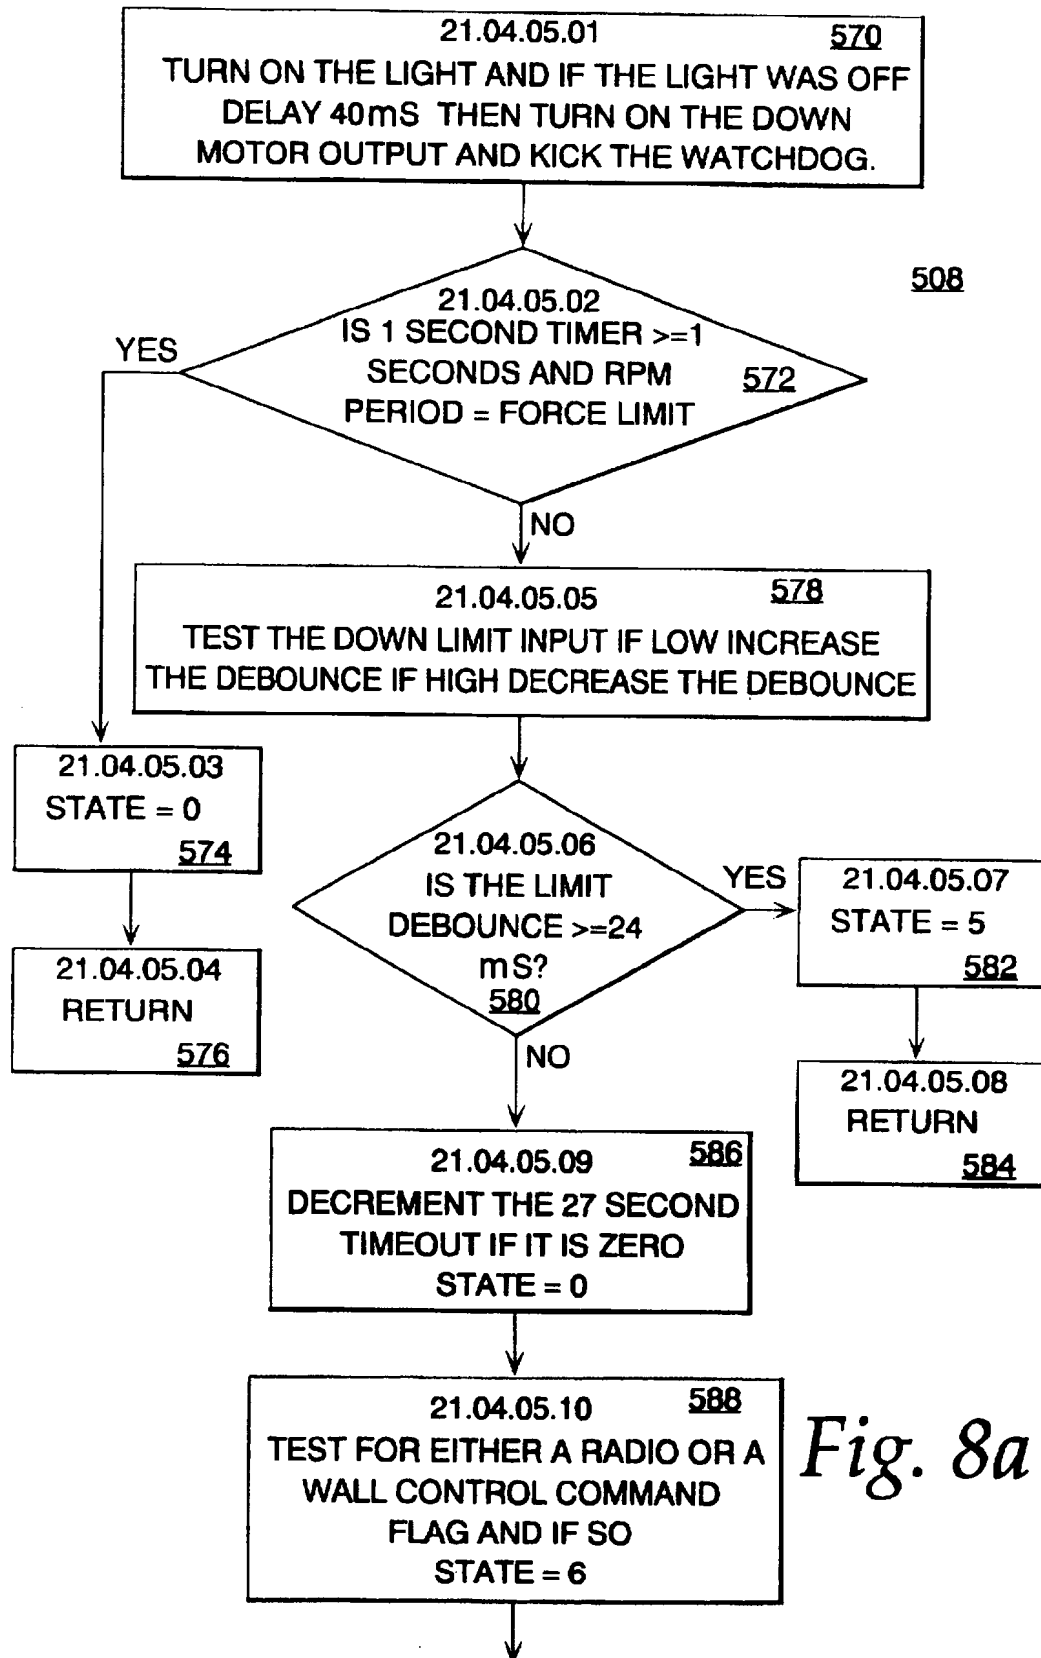 21.04.05.01 570
TURN ON THE LIGHT AND IF THE LIGHT WAS OFF
DELAY 40mS THEN TURN ON THE DOWN
MOTOR OUTPUT AND KICK THE WATCHDOG.
508
21.04.05.02
IS 1 SECOND TIMER >=1
SECONDS AND RPM 572
PERIOD = FORCE LIMIT
YES
NO
21.04.05.05 578
TEST THE DOWN LIMIT INPUT IF LOW INCREASE
THE DEBOUNCE IF HIGH DECREASE THE DEBOUNCE
21.04.05.03
STATE = 0
574
21.04.05.04
RETURN
576
21.04.05.06
IS THE LIMIT
DEBOUNCE >=24
mS?
580
YES
NO
21.04.05.07
STATE = 5
582
21.04.05.08
RETURN
584
21.04.05.09 586
DECREMENT THE 27 SECOND
TIMEOUT IF IT IS ZERO
STATE = 0
21.04.05.10 588
TEST FOR EITHER A RADIO OR A
WALL CONTROL COMMAND
FLAG AND IF SO
STATE = 6
Fig. 8a